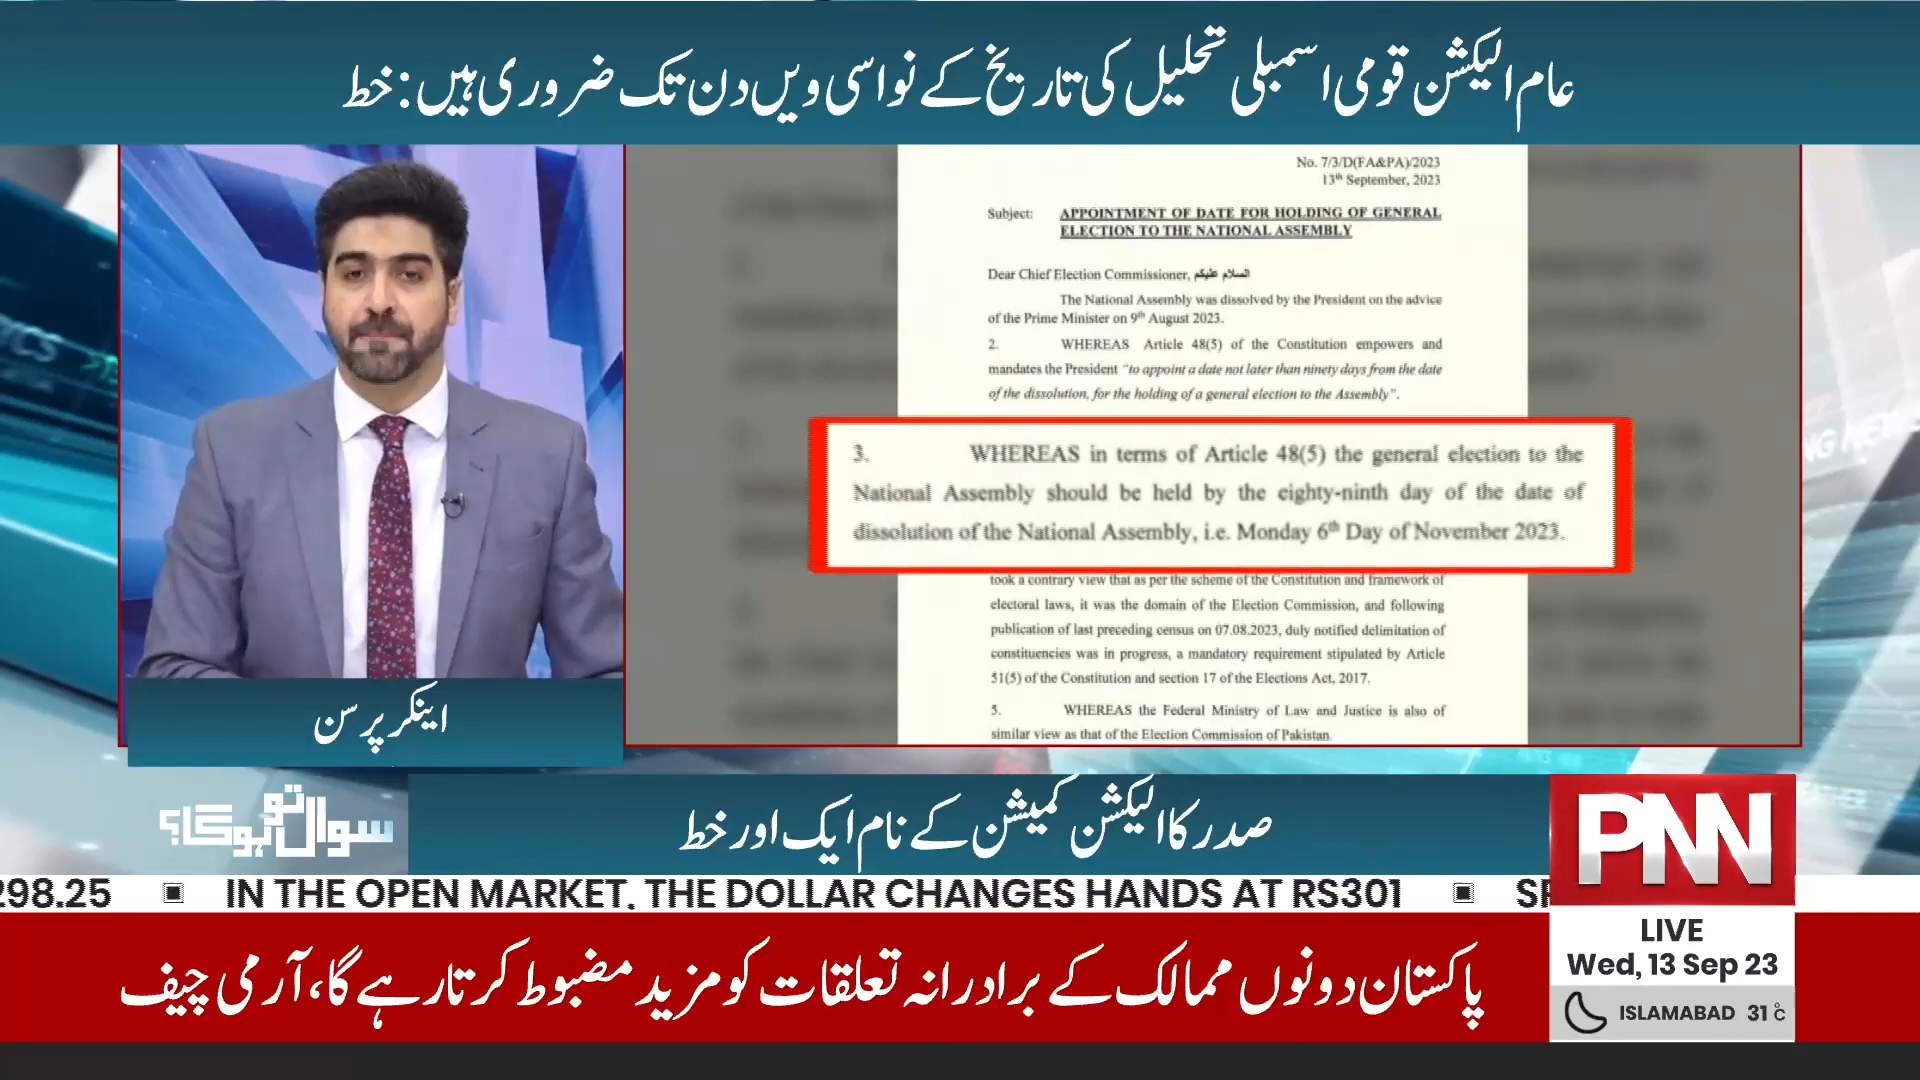 عام الیکشن قومی اسمبلی تحلیل کی تاریخ کے نواسی ویں دن تک ضروری ہیں: خط
No. 7/3/D(FA&PA)/2023
13th September, 2023
Subject: APPOINTMENT OF DATE FOR HOLDING OF GENERAL
ELECTION TO THE NATIONAL ASSEMBLY
Dear Chief Election Commissioner, السلام علیکم
The National Assembly was dissolved by the President on the advice
of the Prime Minister on 9th August 2023.
2. WHEREAS Article 48(5) of the Constitution empowers and
mandates the President "to appoint a date not later than ninety days from the date
of the dissolution, for the holding of a general election to the Assembly".
3. WHEREAS in terms of Article 48(5) the general election to the
National Assembly should be held by the eighty-ninth day of the date of
dissolution of the National Assembly, i.e. Monday 6th Day of November 2023.
took a contrary view that as per the scheme of the Constitution and framework of
electoral laws, it was the domain of the Election Commission, and following
publication of last preceding census on 07.08.2023, duly notified delimitation of
constituencies was in progress, a mandatory requirement stipulated by Article
51(5) of the Constitution and section 17 of the Elections Act, 2017.
5. WHEREAS the Federal Ministry of Law and Justice is also of
similar view as that of the Election Commission of Pakistan.
اینکر پرسن
سوال تو ہوگا؟
صدر کا الیکشن کمیشن کے نام ایک اور خط
PNN
298.25 IN THE OPEN MARKET, THE DOLLAR CHANGES HANDS AT RS301
LIVE
Wed, 13 Sep 23
ISLAMABAD 31°C
پاکستان دونوں ممالک کے برادرانہ تعلقات کو مزید مضبوط کرتا رہے گا، آرمی چیف